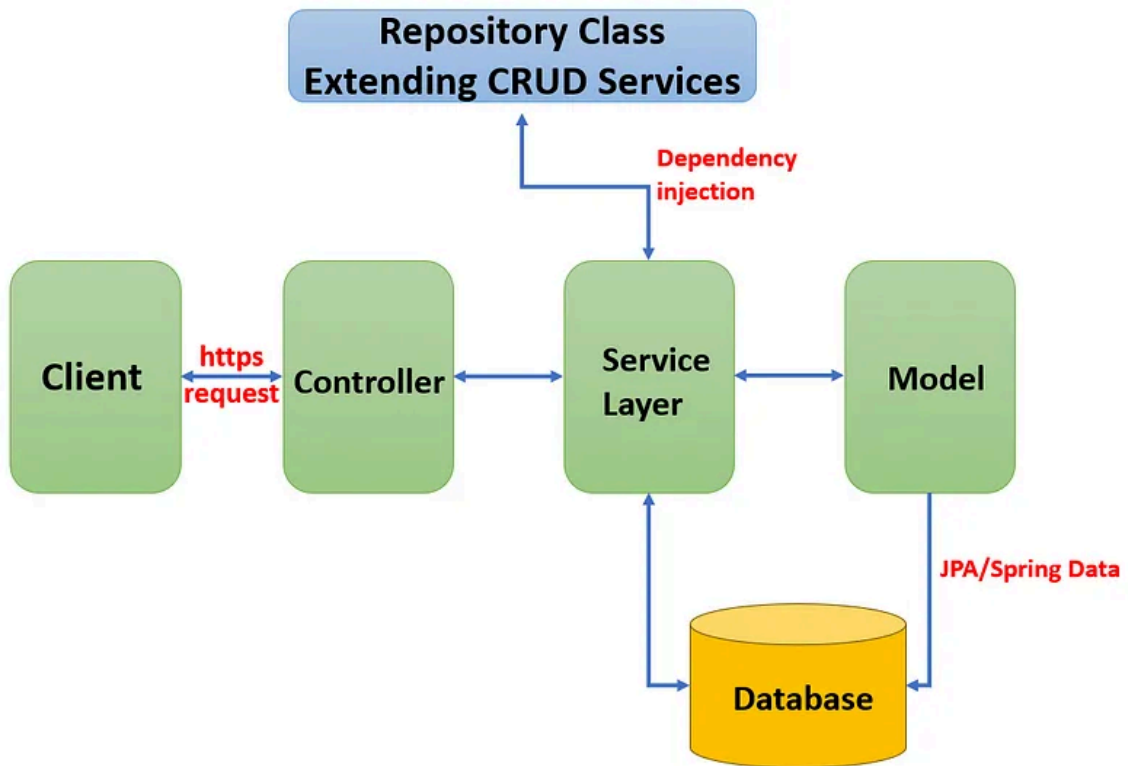 Repository Class
Extending CRUD Services
Dependency
injection
Client
https
request
Controller
Service
Layer
Model
JPA/Spring Data
Database